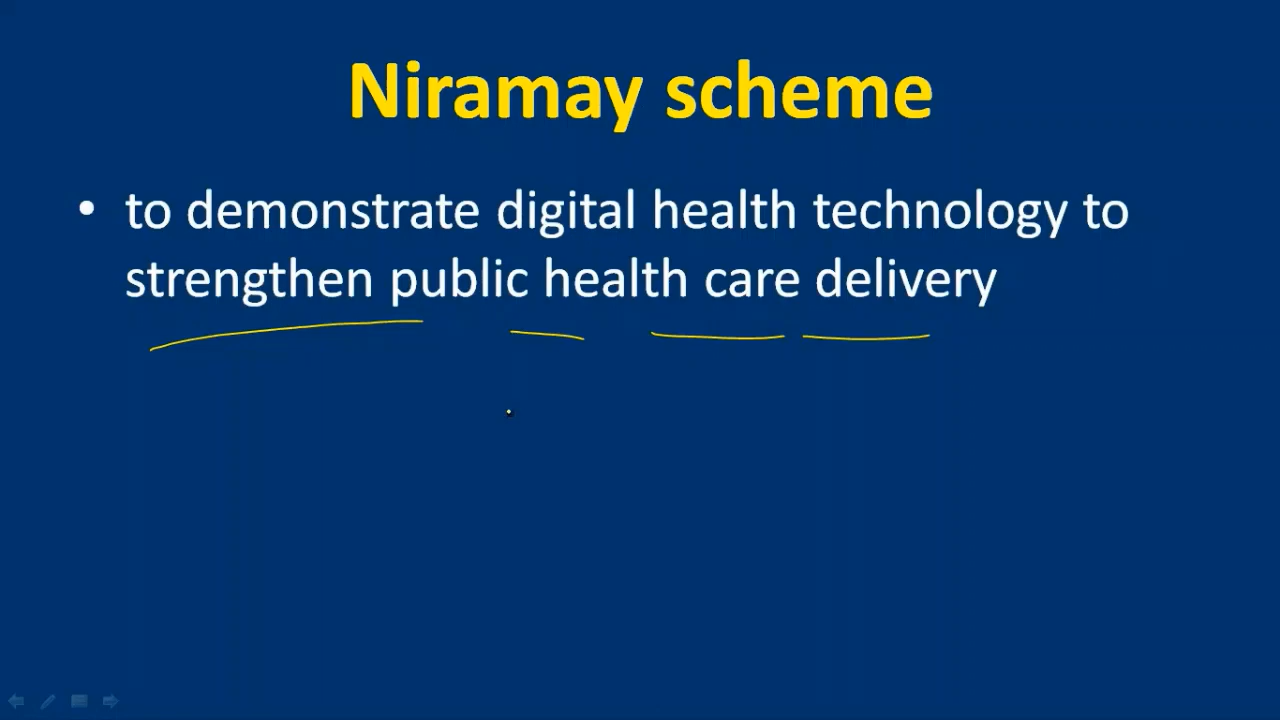 Niramay scheme
• to demonstrate digital health technology to
strengthen public health care delivery